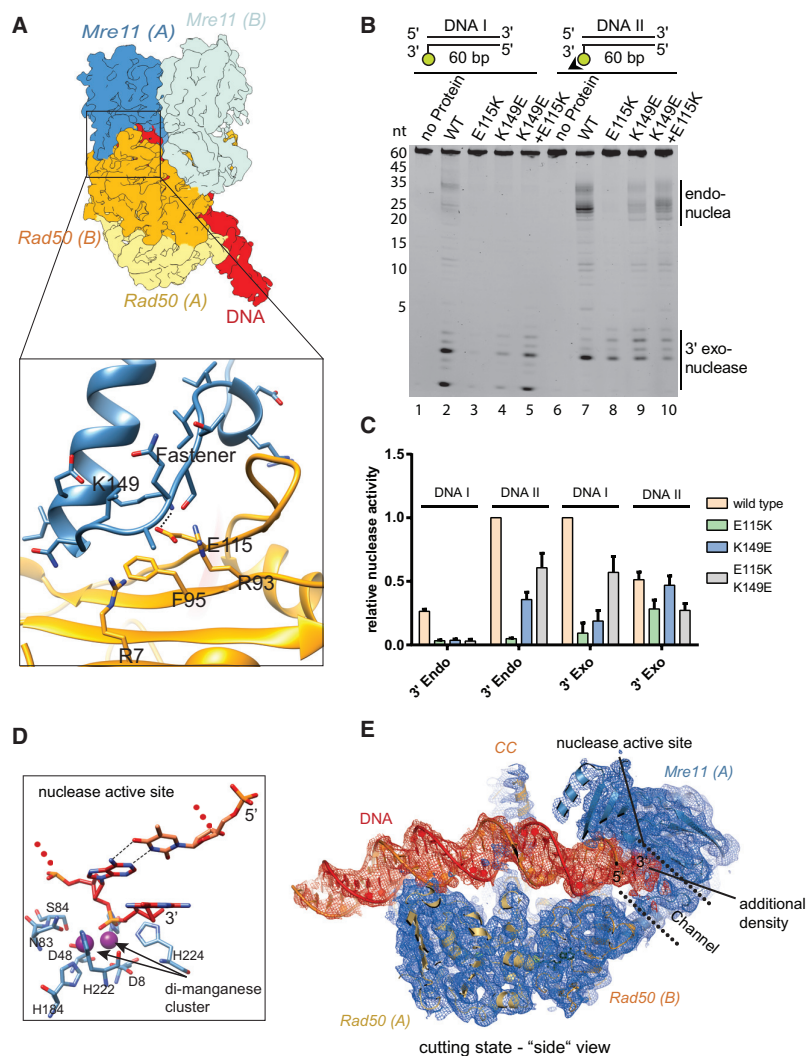 A
Mre11 (A)
Mre11 (B)
Rad50 (B)
Rad50 (A)
DNA
K149
Fastener
E115
R93
F95
R7
B
5' DNA I 3'
3' 60 bp 5'
5' DNA II 3'
3' 60 bp 5'
no Protein
WT
E115K
K149E
K149E
+E115K
no Protein
WT
E115K
K149E
K149E
+E115K
nt
60
45
35
25
20
15
10
5
endo-
nuclea
3' exo-
nuclease
1 2 3 4 5 6 7 8 9 10
C
relative nuclease activity
1.5
1.0
0.5
0.0
DNA I DNA II DNA I DNA II
3' Endo 3' Endo 3' Exo 3' Exo
wild type
E115K
K149E
E115K
K149E
D
nuclease active site
5'
3'
S84
N83
D48
H224
H222
D8
H184
di-manganese
cluster
E
nuclease active site
CC
Mre11 (A)
DNA
5'
3'
additional
density
Channel
Rad50 (B)
Rad50 (A)
cutting state - "side" view